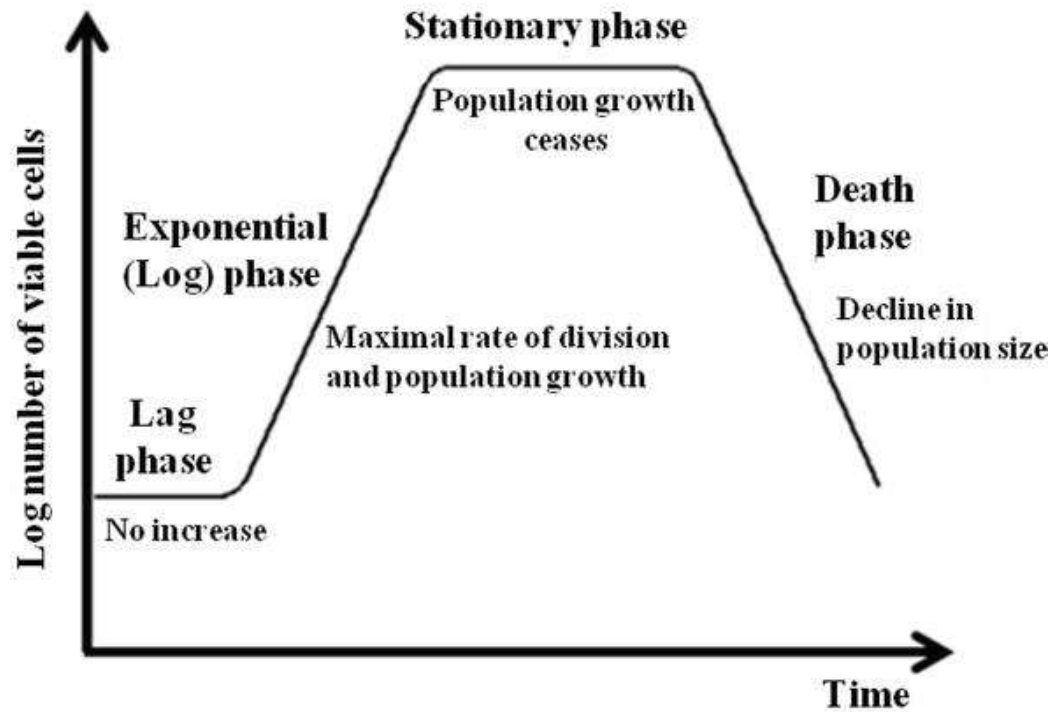 Stationary phase
Population growth
ceases
Log number of viable cells
Exponential
(Log) phase
Death
phase
Maximal rate of division
and population growth
Decline in
population size
Lag
phase
No increase
Time